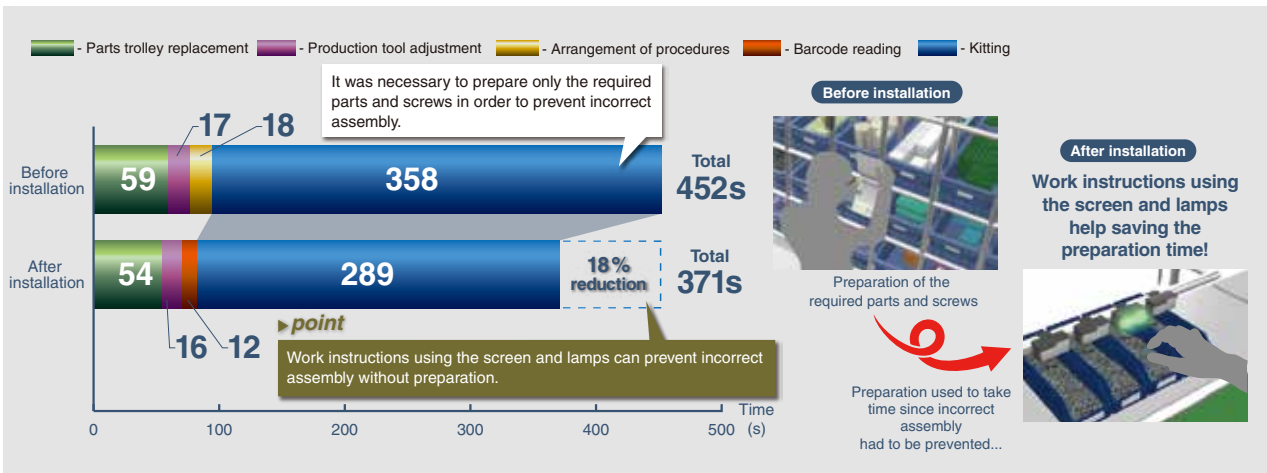 - Parts trolley replacement - Production tool adjustment - Arrangement of procedures - Barcode reading - Kitting
It was necessary to prepare only the required
parts and screws in order to prevent incorrect
assembly.
17 18
Before
installation
59 358
Total
452s
After
installation
54 289
18%
reduction
Total
371s
16 12
point
Work instructions using the screen and lamps can prevent incorrect
assembly without preparation.
0 100 200 300 400 500
Time
(s)
Before installation
Preparation of the
required parts and screws
Preparation used to take
time since incorrect
assembly
had to be prevented...
After installation
Work instructions using
the screen and lamps
help saving the
preparation time!